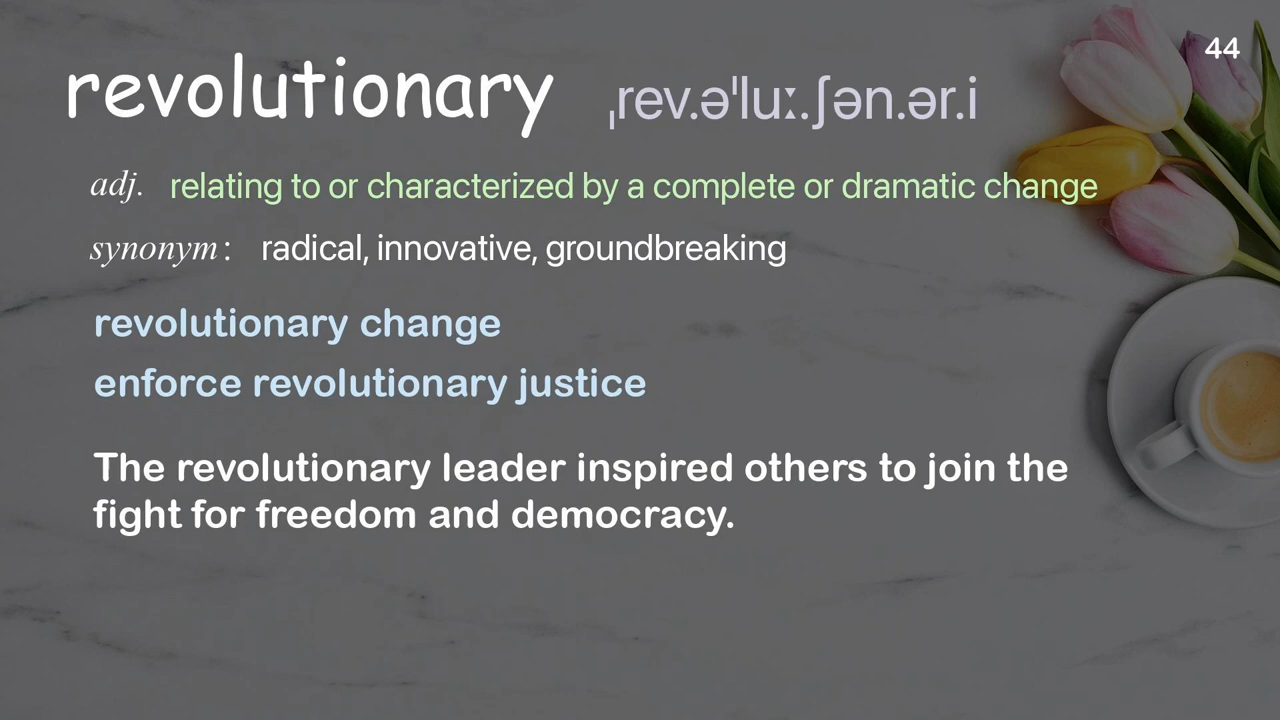 44
revolutionary ˌrev.əˈluː.ʃən.ər.i
adj. relating to or characterized by a complete or dramatic change
synonym: radical, innovative, groundbreaking
revolutionary change
enforce revolutionary justice
The revolutionary leader inspired others to join the
fight for freedom and democracy.